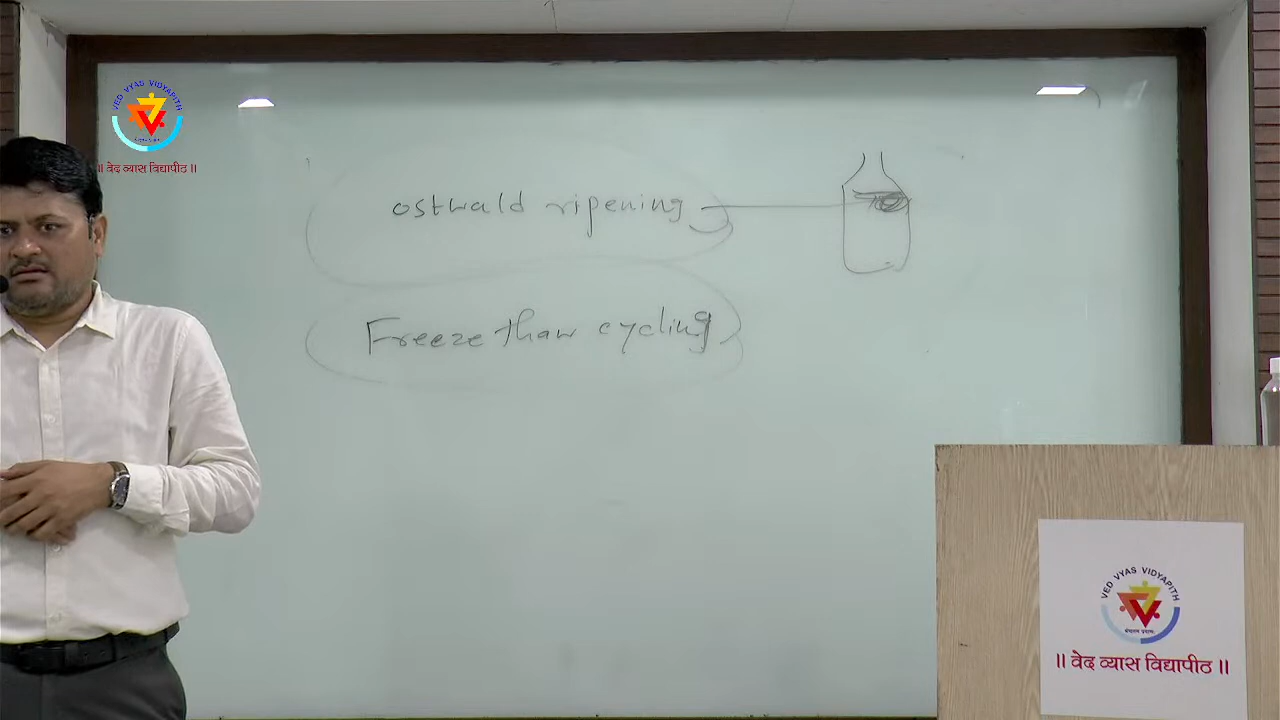 VED VYAS VIDYAPITH
॥ वेद व्यास विद्यापीठ ॥
ostwald ripening
Freeze thaw cycling
VED VYAS VIDYAPITH
॥ वेद व्यास विद्यापीठ ॥